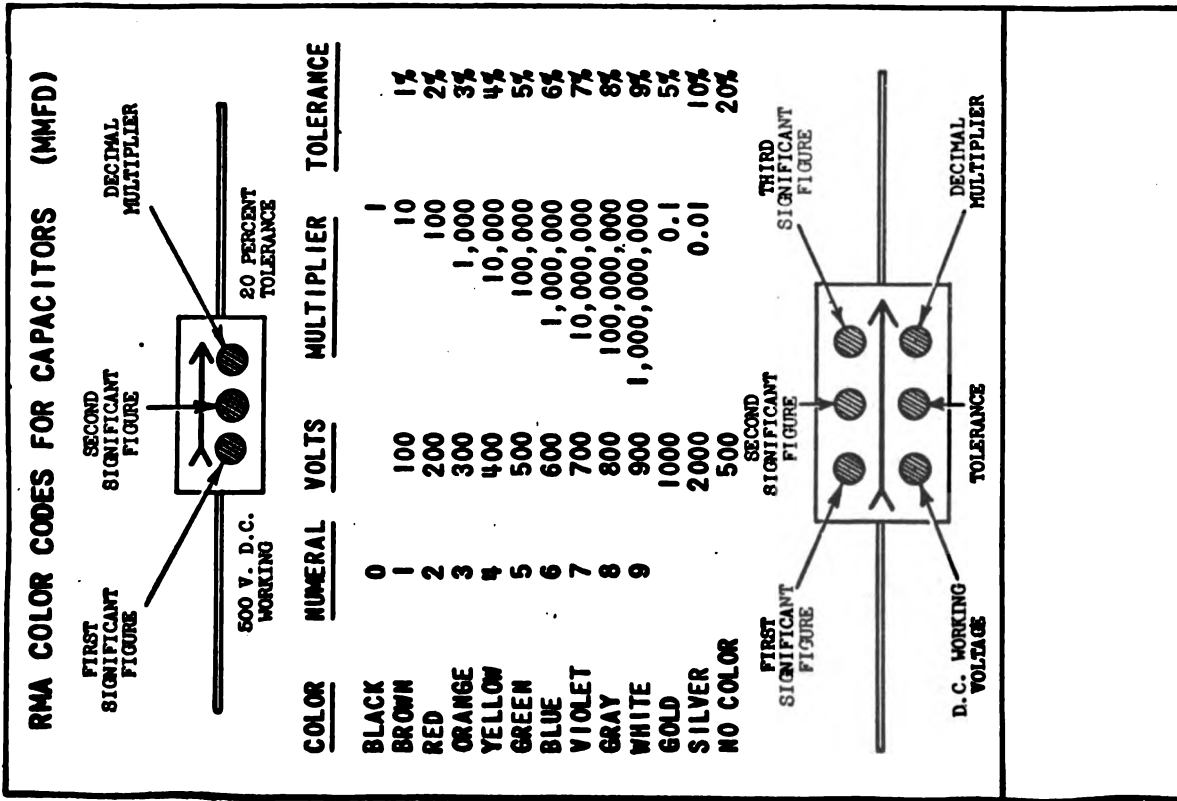 RMA COLOR CODES FOR CAPACITORS (MMFD)
FIRST
SIGNIFICANT
FIGURE
SECOND
SIGNIFICANT
FIGURE
DECIMAL
MULTIPLIER
500 V. D.C.
WORKING
20 PERCENT
TOLERANCE
COLOR NUMERAL VOLTS MULTIPLIER TOLERANCE
BLACK 0 1
BROWN 1 100 10 1%
RED 2 200 100 2%
ORANGE 3 300 1,000 3%
YELLOW 4 400 10,000 4%
GREEN 5 500 100,000 5%
BLUE 6 600 1,000,000 6%
VIOLET 7 700 10,000,000 7%
GRAY 8 800 100,000,000 8%
WHITE 9 900 1,000,000,000 9%
GOLD 1000 0.1 5%
SILVER 2000 0.01 10%
NO COLOR 500 20%
FIRST
SIGNIFICANT
FIGURE
SECOND
SIGNIFICANT
FIGURE
THIRD
SIGNIFICANT
FIGURE
D.C. WORKING
VOLTAGE
TOLERANCE
DECIMAL
MULTIPLIER